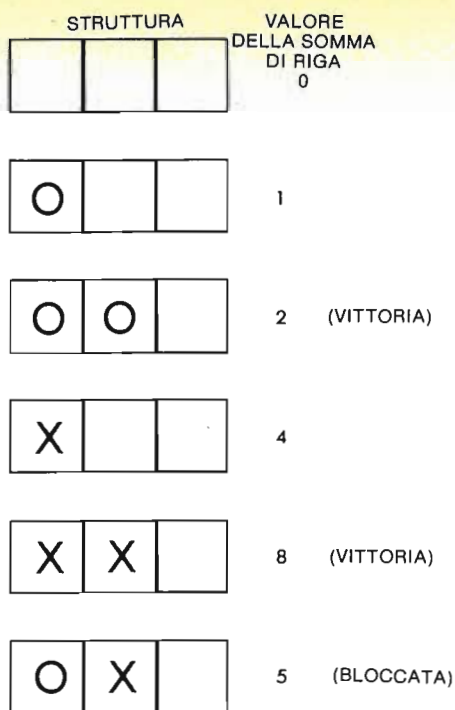 STRUTTURA
VALORE
DELLA SOMMA
DI RIGA
0
O
1
O O
2 (VITTORIA)
X
4
X X
8 (VITTORIA)
O X
5 (BLOCCATA)